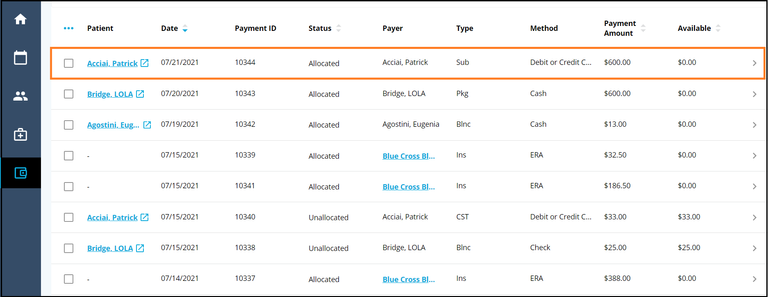 Patient Date Payment ID Status Payer Type Method Payment Amount Available
Acciai, Patrick 07/21/2021 10344 Allocated Acciai, Patrick Sub Debit or Credit C... $600.00 $0.00
Bridge, LOLA 07/20/2021 10343 Allocated Bridge, LOLA Pkg Cash $600.00 $0.00
Agostini, Eug... 07/19/2021 10342 Allocated Agostini, Eugenia Blnc Cash $13.00 $0.00
- 07/15/2021 10339 Allocated Blue Cross Bl... Ins ERA $32.50 $0.00
- 07/15/2021 10341 Allocated Blue Cross Bl... Ins ERA $186.50 $0.00
Acciai, Patrick 07/15/2021 10340 Unallocated Acciai, Patrick CST Debit or Credit C... $33.00 $33.00
Bridge, LOLA 07/15/2021 10338 Unallocated Bridge, LOLA Blnc Check $25.00 $25.00
- 07/14/2021 10337 Allocated Blue Cross Bl... Ins ERA $388.00 $0.00